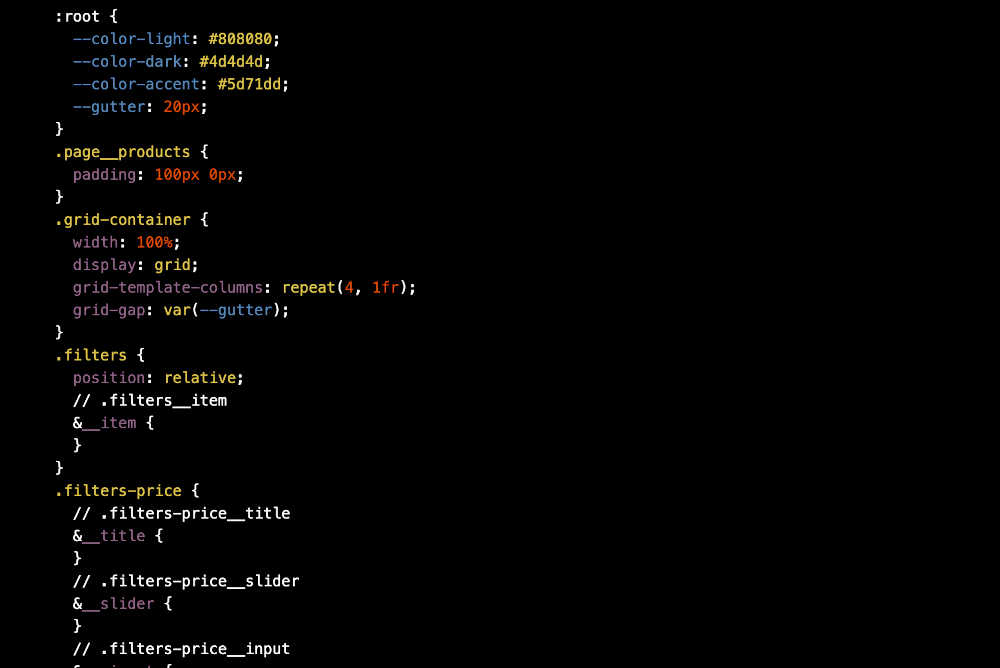 :root {
  --color-light: #808080;
  --color-dark: #4d4d4d;
  --color-accent: #5d71dd;
  --gutter: 20px;
}
.page__products {
  padding: 100px 0px;
}
.grid-container {
  width: 100%;
  display: grid;
  grid-template-columns: repeat(4, 1fr);
  grid-gap: var(--gutter);
}
.filters {
  position: relative;
  // .filters__item
  &__item {
  }
}
.filters-price {
  // .filters-price__title
  &__title {
  }
  // .filters-price__slider
  &__slider {
  }
  // .filters-price__input